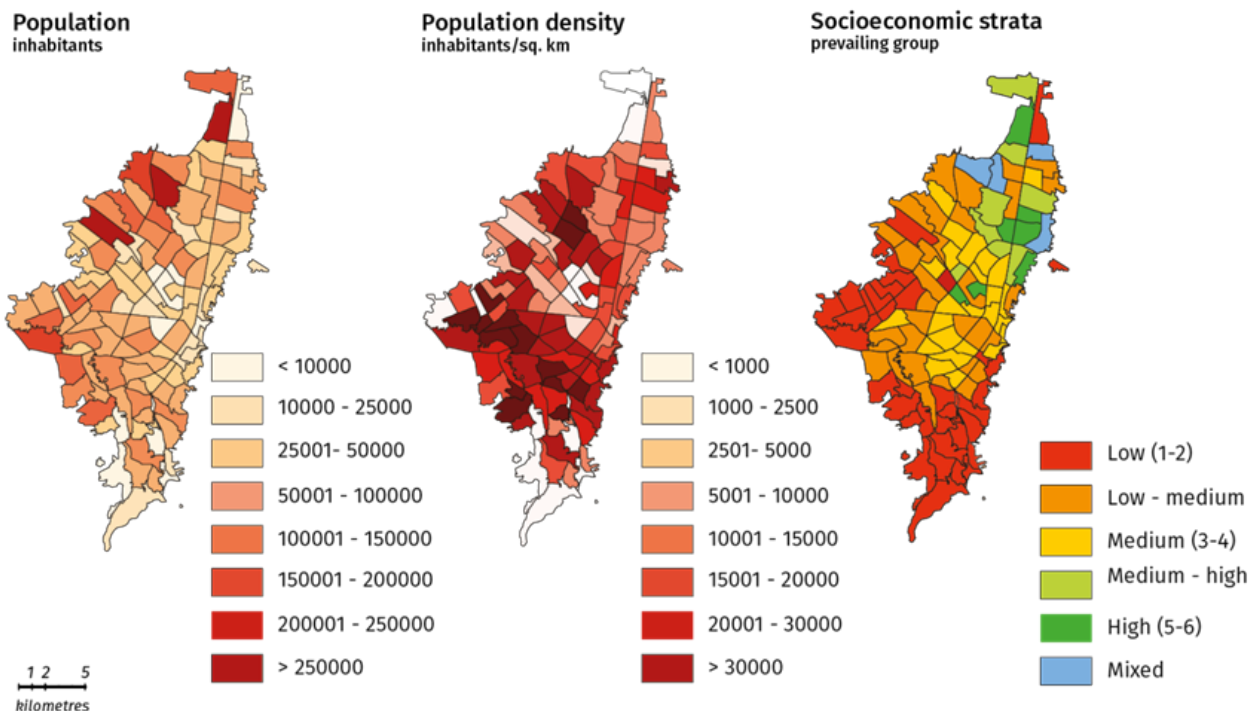 Population
inhabitants
Population density
inhabitants/sq. km
Socioeconomic strata
prevailing group
< 10000
10000 - 25000
25001- 50000
50001 - 100000
100001 - 150000
150001 - 200000
200001 - 250000
> 250000
< 1000
1000 - 2500
2501- 5000
5001 - 10000
10001 - 15000
15001 - 20000
20001 - 30000
> 30000
Low (1-2)
Low - medium
Medium (3-4)
Medium - high
High (5-6)
Mixed
1 2 5
kilometres